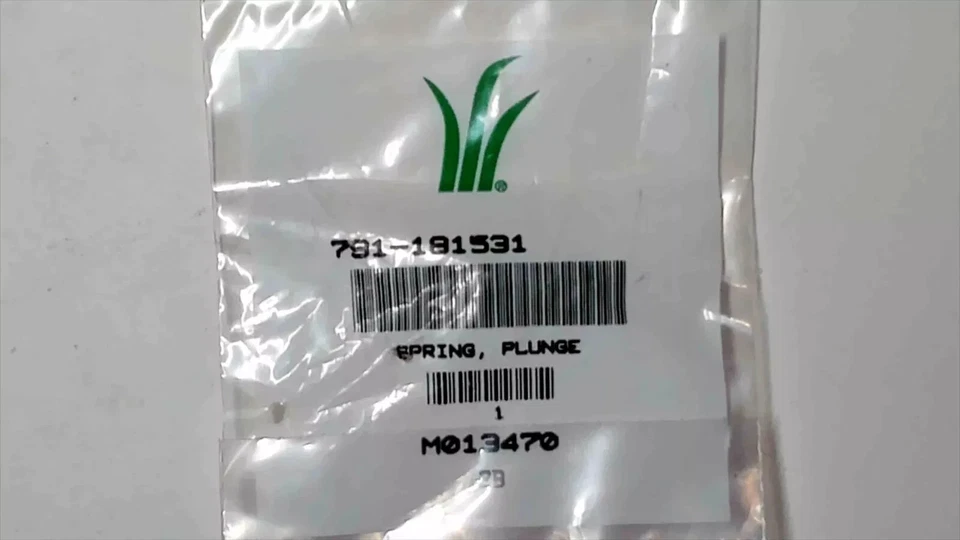 ®
791-181531
SPRING, PLUNGE
1
M013470